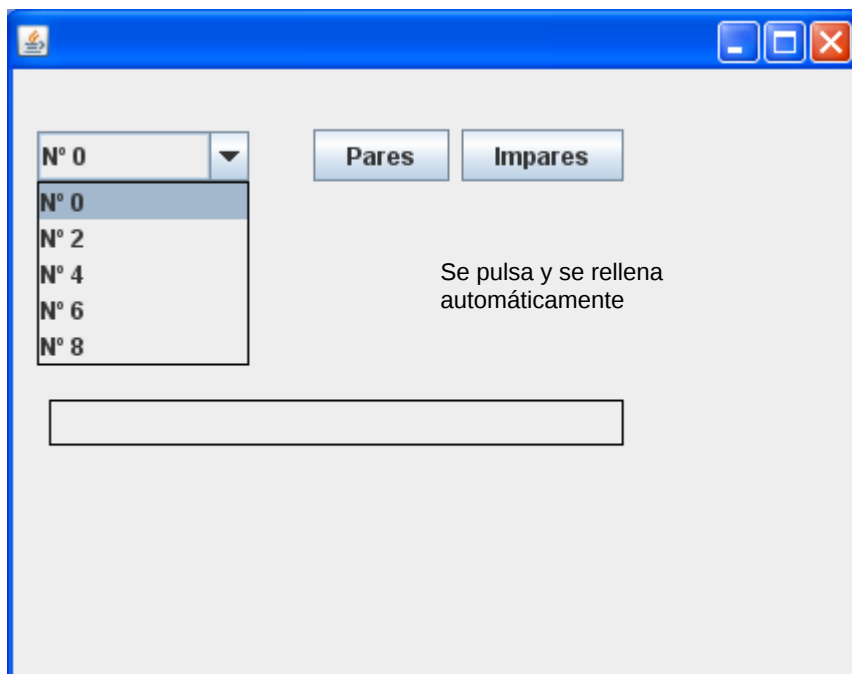 Nº 0
Pares
Impares
Nº 0
Nº 2
Nº 4
Nº 6
Nº 8
Se pulsa y se rellena
automáticamente